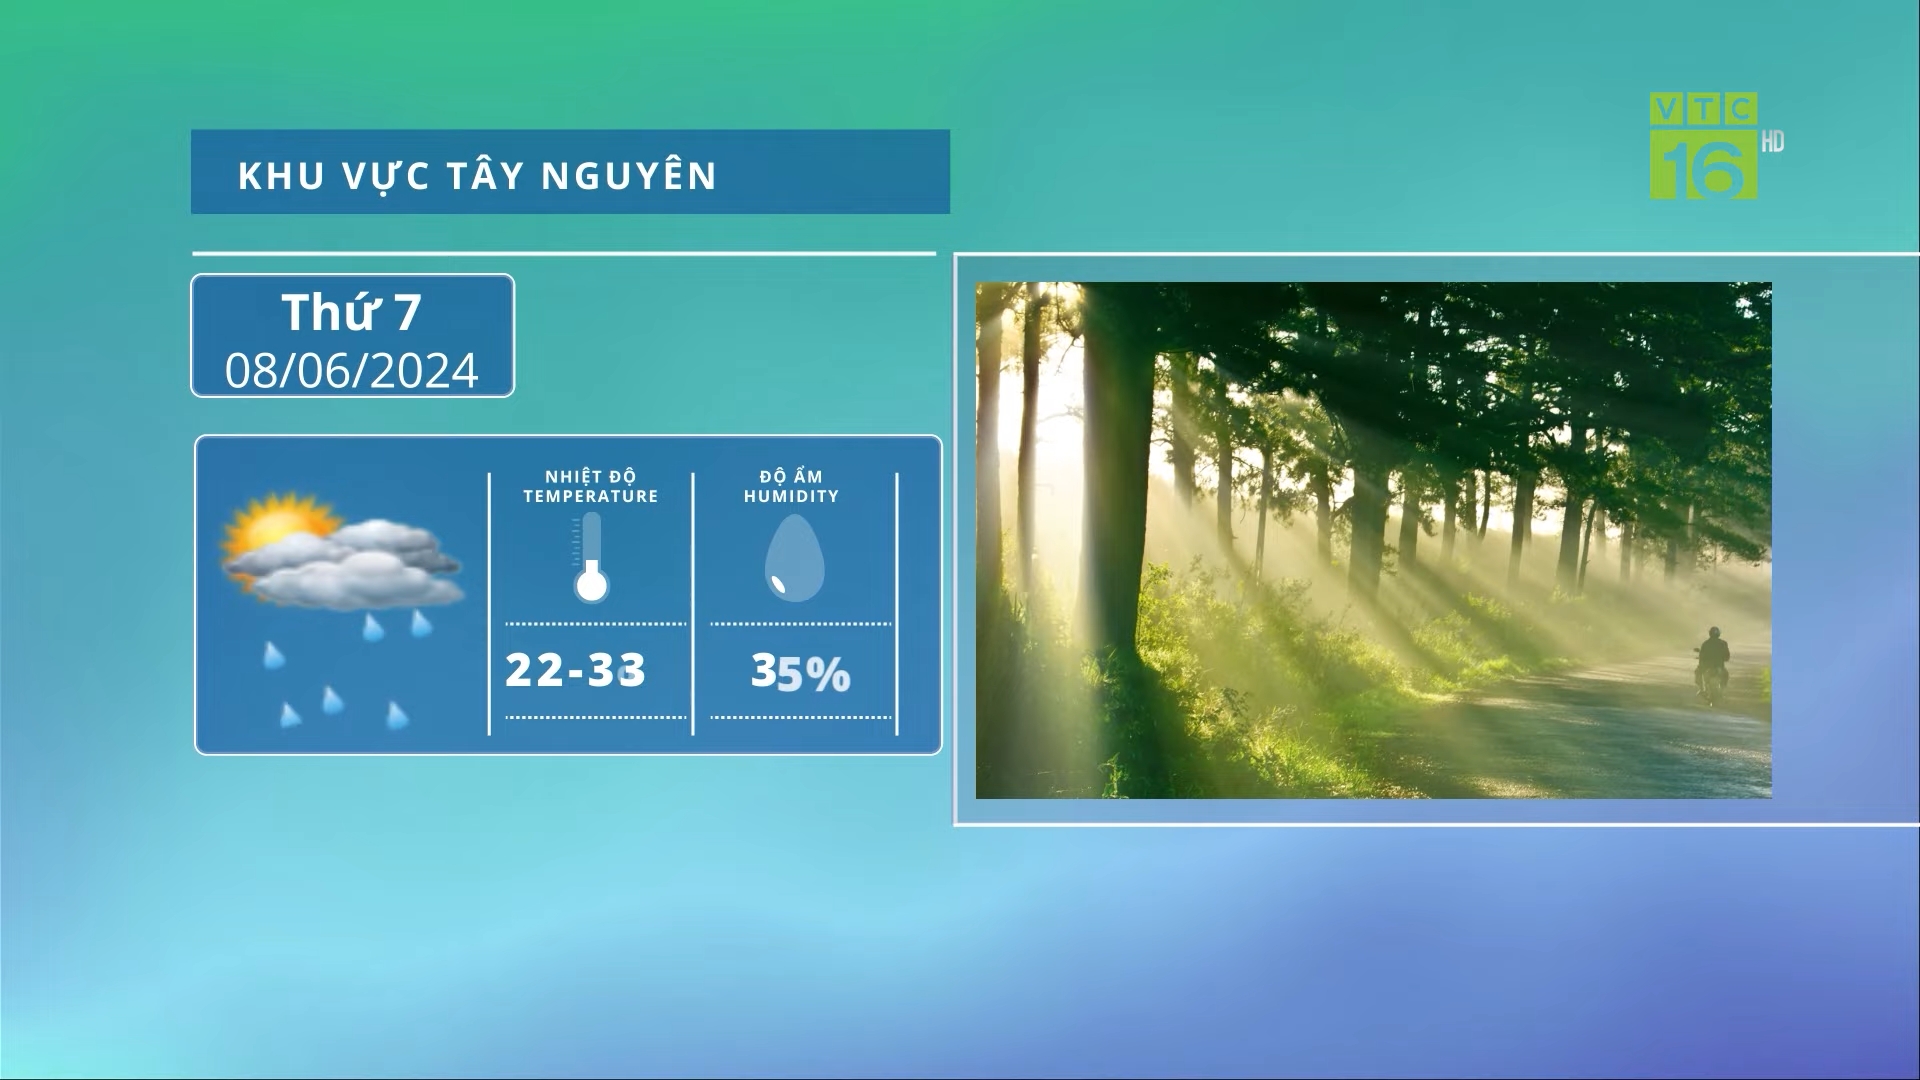 VTC
16 HD
KHU VỰC TÂY NGUYÊN
Thứ 7
08/06/2024
NHIỆT ĐỘ
TEMPERATURE
ĐỘ ẨM
HUMIDITY
22-33
35%